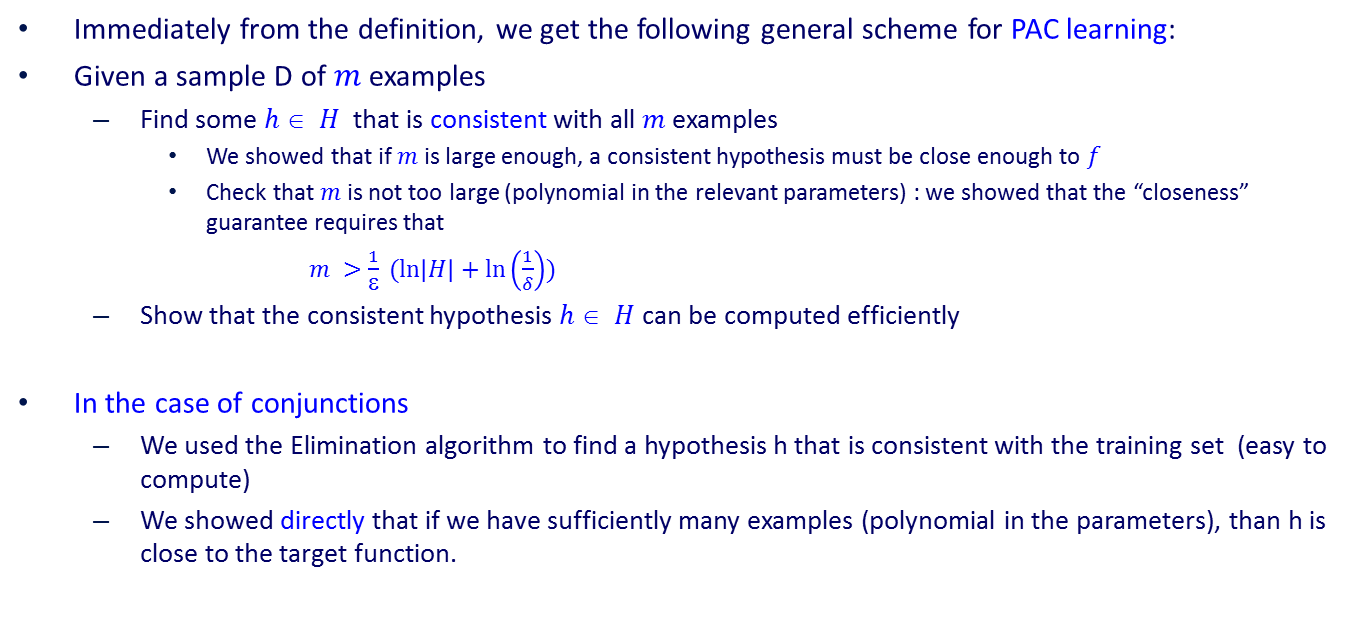 • Immediately from the definition, we get the following general scheme for PAC learning:
• Given a sample D of m examples
– Find some h ∈ H that is consistent with all m examples
• We showed that if m is large enough, a consistent hypothesis must be close enough to f
• Check that m is not too large (polynomial in the relevant parameters) : we showed that the “closeness”
guarantee requires that
m > 1/ε (ln|H| + ln(1/δ))
– Show that the consistent hypothesis h ∈ H can be computed efficiently
• In the case of conjunctions
– We used the Elimination algorithm to find a hypothesis h that is consistent with the training set (easy to
compute)
– We showed directly that if we have sufficiently many examples (polynomial in the parameters), than h is
close to the target function.